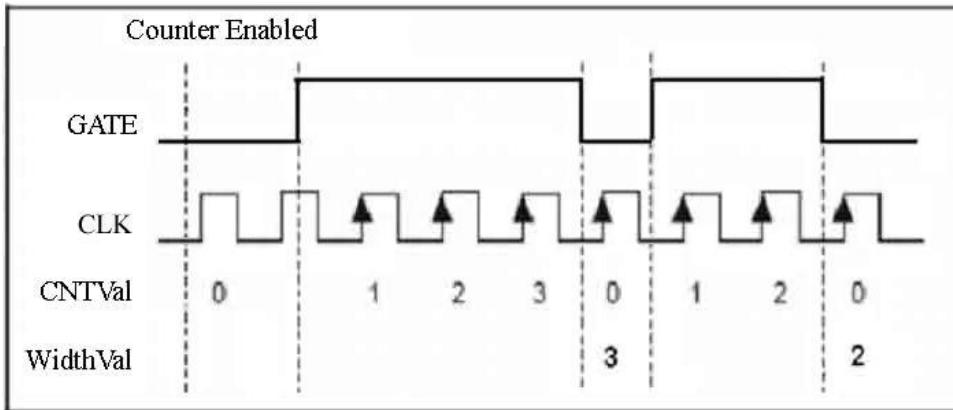 Counter Enabled
GATE
CLK
CNTVal 0 1 2 3 0 1 2 0
WidthVal 3 2